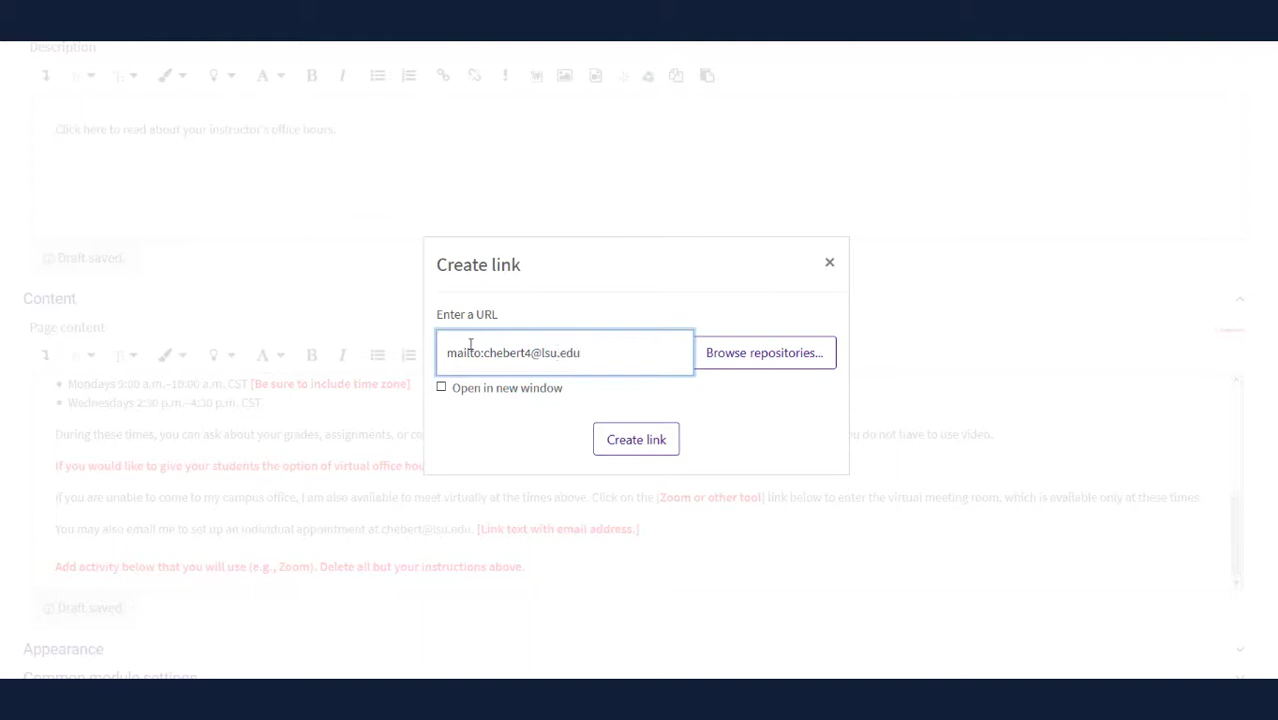 Description
Click here to read about your instructor's office hours.
Draft saved.
Create link
Enter a URL
mailto:chebert4@lsu.edu
Browse repositories...
Open in new window
Create link
Content
Page content
Mondays 9:00 a.m.–10:00 a.m. CST [Be sure to include time zone]
Wednesdays 2:30 p.m.–4:30 p.m. CST
During these times, you can ask about your grades, assignments, or co
ou do not have to use video.
If you would like to give your students the option of virtual office hou
If you are unable to come to my campus office, I am also available to meet virtually at the times above. Click on the [Zoom or other tool] link below to enter the virtual meeting room, which is available only at these times
You may also email me to set up an individual appointment at chebert@lsu.edu. [Link text with email address.]
Add activity below that you will use (e.g., Zoom). Delete all but your instructions above.
Draft saved
Appearance
Common module settings